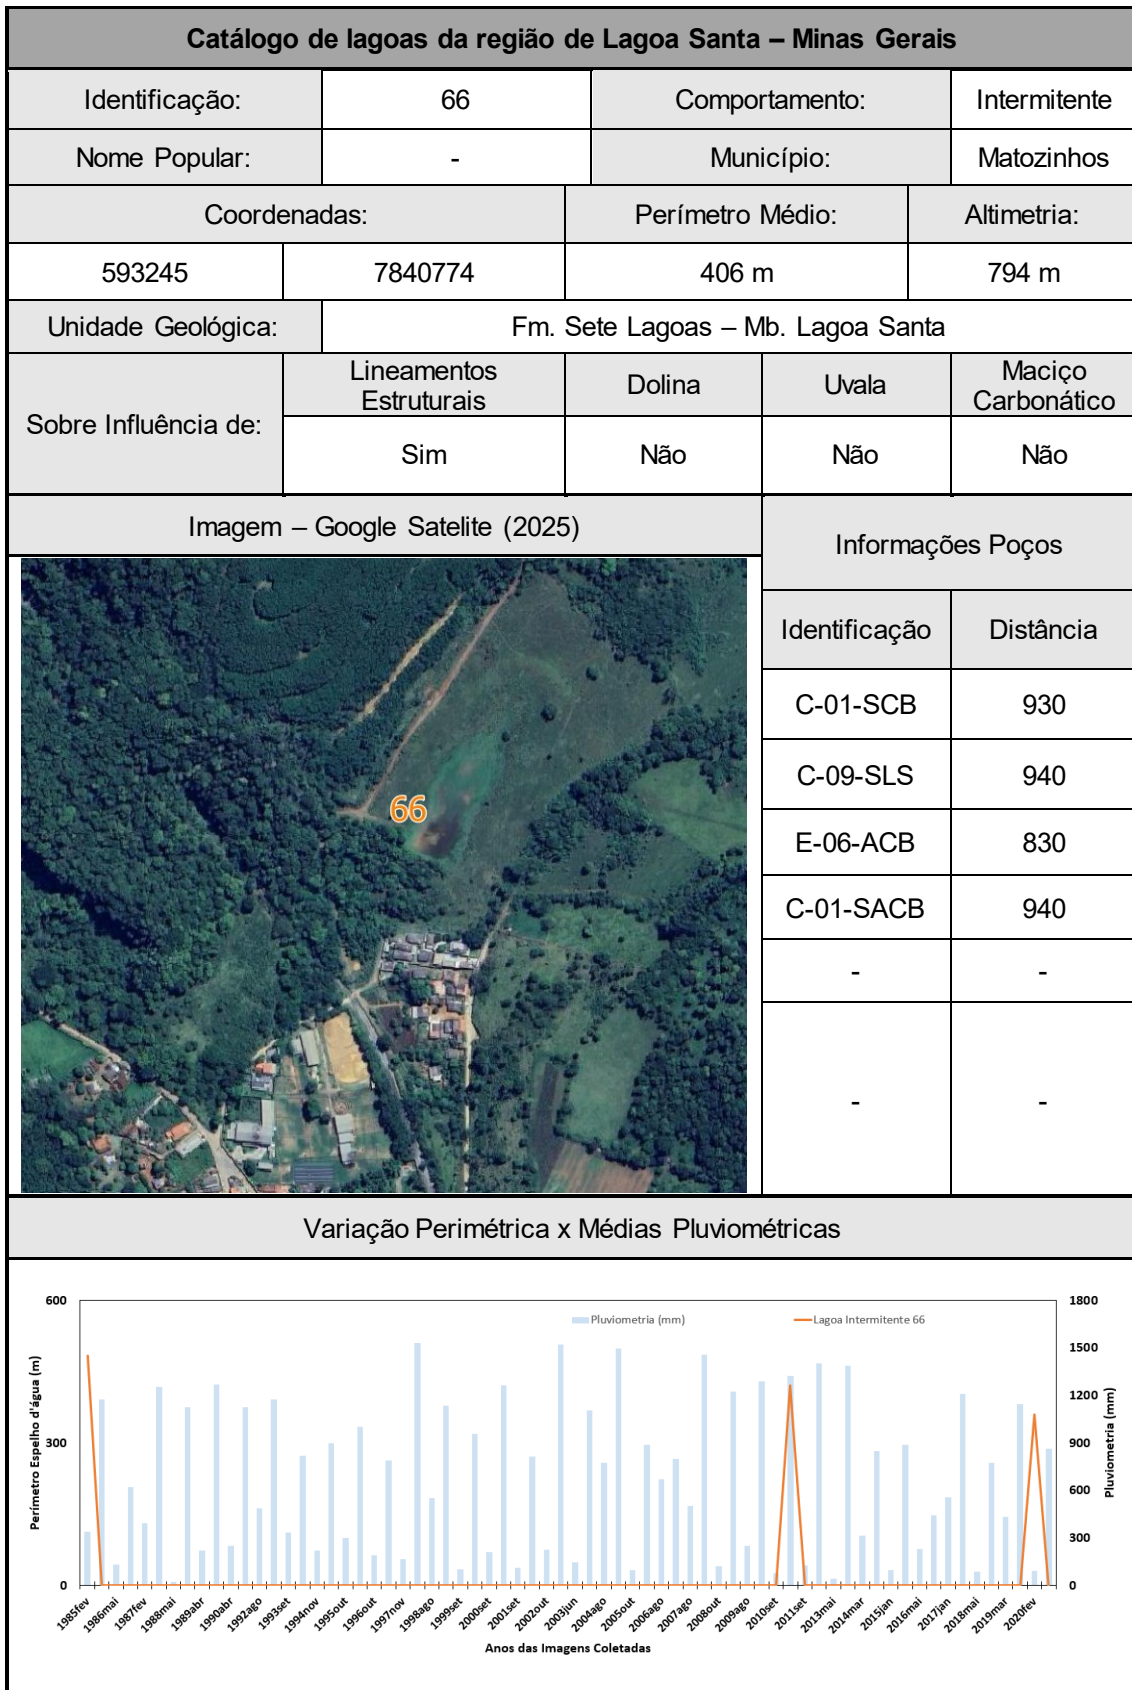 Catálogo de lagoas da região de Lagoa Santa – Minas Gerais
Identificação: 66 Comportamento: Intermitente
Nome Popular: - Município: Matozinhos
Coordenadas: Perímetro Médio: Altimetria:
593245 7840774 406 m 794 m
Unidade Geológica: Fm. Sete Lagoas – Mb. Lagoa Santa
Sobre Influência de:
Lineamentos Estruturais Dolina Uvala Maciço Carbonático
Sim Não Não Não
Imagem – Google Satelite (2025)
66
Informações Poços
Identificação Distância
C-01-SCB 930
C-09-SLS 940
E-06-ACB 830
C-01-SACB 940
- -
- -
Variação Perimétrica x Médias Pluviométricas
Pluviometria (mm) Lagoa Intermitente 66
Perímetro Espelho d'água (m)
600
300
0
1800
1500
1200
900
600
300
0
Pluviometria (mm)
1985fev 1986mai 1987fev 1988mai 1989abr 1990abr 1992ago 1993set 1994nov 1995out 1996out 1997nov 1998ago 1999set 2000set 2001set 2002out 2003jun 2004ago 2005out 2006ago 2007ago 2008out 2009ago 2010set 2011set 2013mai 2014mar 2015jan 2016mai 2017jan 2018mai 2019mar 2020fev
Anos das Imagens Coletadas